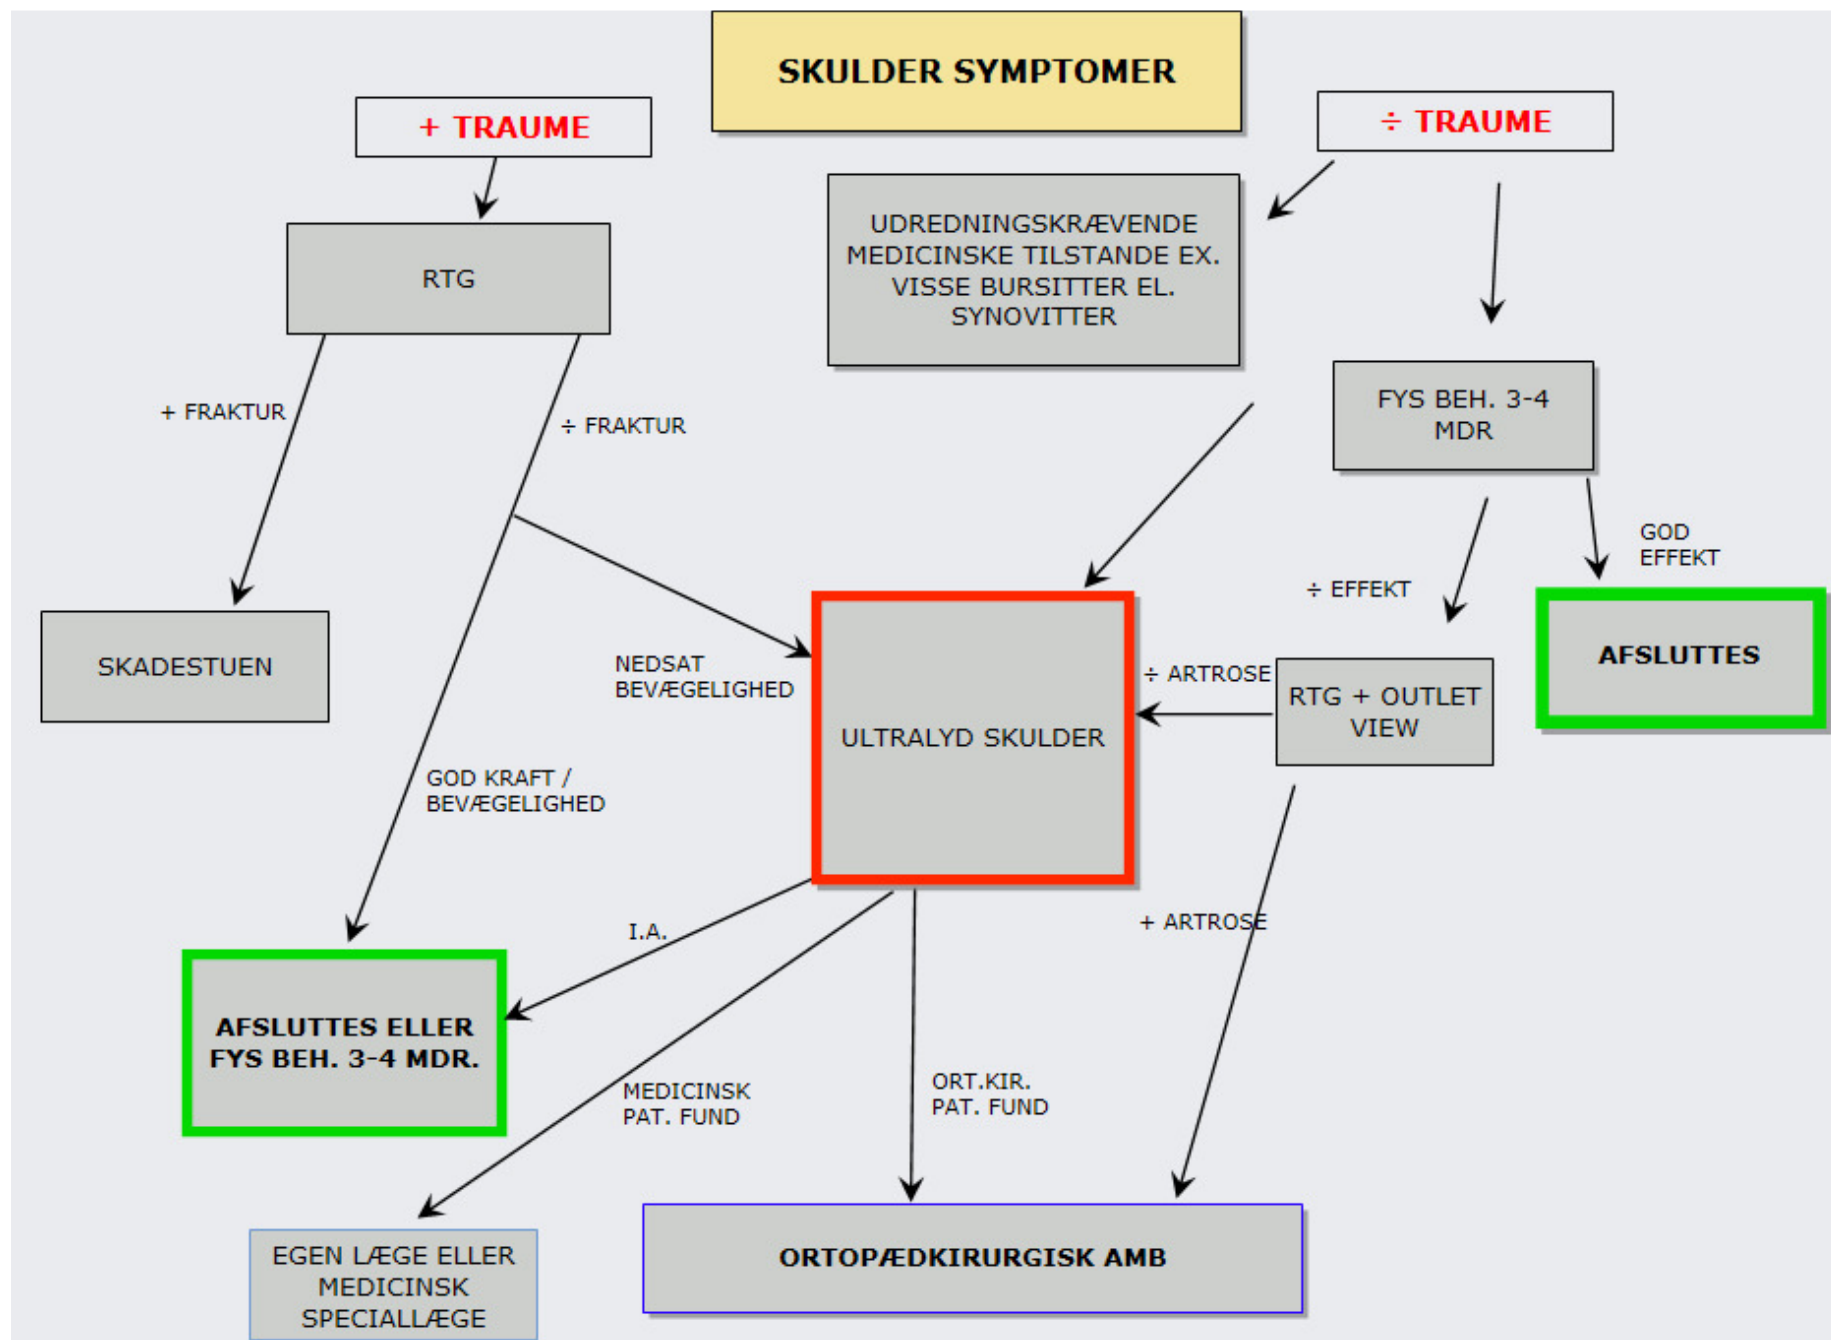 SKULDER SYMPTOMER
+ TRAUME
÷ TRAUME
UDREDNINGSKRÆVENDE
MEDICINSKE TILSTANDE EX.
VISSE BURSITTER EL.
SYNOVITTER
RTG
FYS BEH. 3-4
MDR
+ FRAKTUR
÷ FRAKTUR
GOD
EFFEKT
÷ EFFEKT
SKADESTUEN
NEDSAT
BEVÆGELIGHED
ULTRALYD SKULDER
÷ ARTROSE
RTG + OUTLET
VIEW
AFSLUTTES
GOD KRAFT /
BEVÆGELIGHED
I.A.
+ ARTROSE
AFSLUTTES ELLER
FYS BEH. 3-4 MDR.
MEDICINSK
PAT. FUND
ORT.KIR.
PAT. FUND
EGEN LÆGE ELLER
MEDICINSK
SPECIALLÆGE
ORTOPÆDKIRURGISK AMB